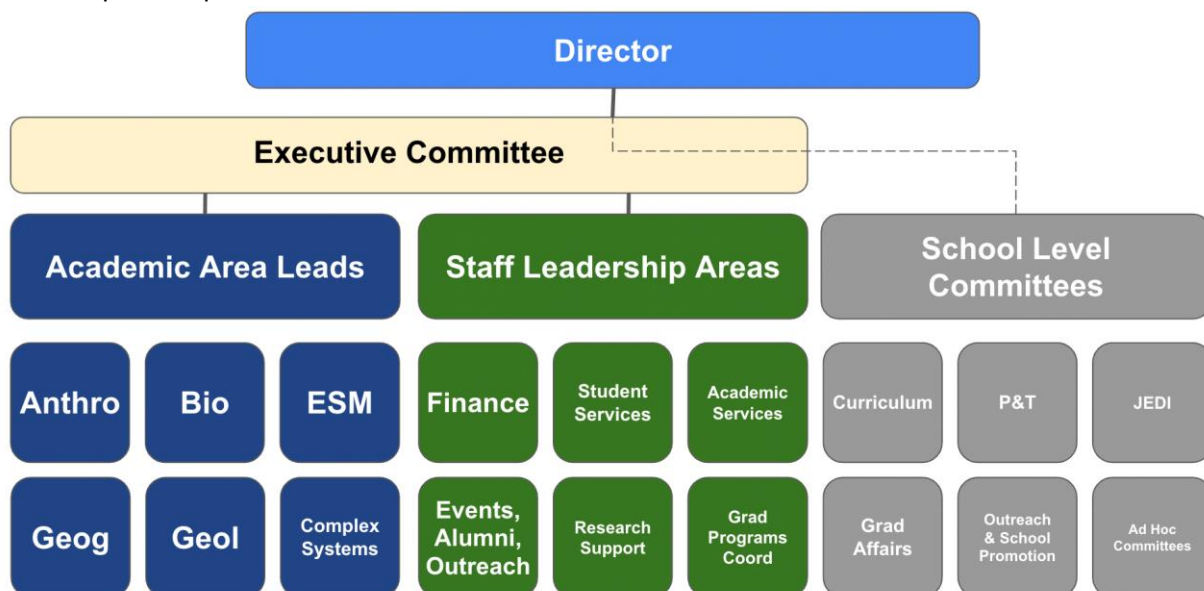 Director
Executive Committee
Academic Area Leads
Staff Leadership Areas
School Level
Committees
Anthro
Bio
ESM
Finance
Student
Services
Academic
Services
Curriculum
P&T
JEDI
Geog
Geol
Complex
Systems
Events,
Alumni,
Outreach
Research
Support
Grad
Programs
Coord
Grad
Affairs
Outreach
& School
Promotion
Ad Hoc
Committees